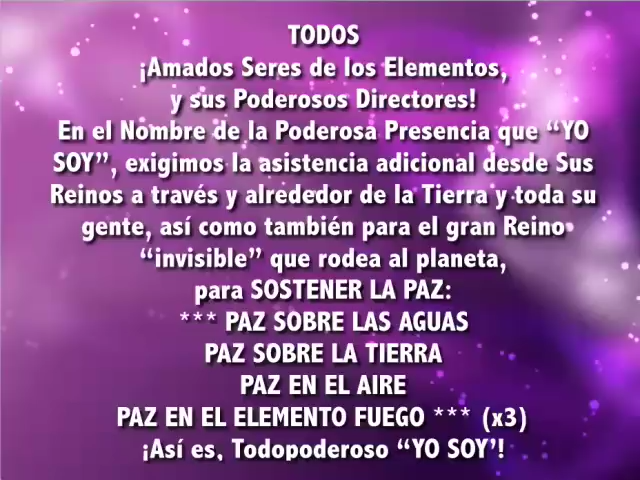 TODOS
¡Amados Seres de los Elementos,
y sus Poderosos Directores!
En el Nombre de la Poderosa Presencia que “YO
SOY”, exigimos la asistencia adicional desde Sus
Reinos a través y alrededor de la Tierra y toda su
gente, así como también para el gran Reino
“invisible” que rodea al planeta,
para SOSTENER LA PAZ:
*** PAZ SOBRE LAS AGUAS
PAZ SOBRE LA TIERRA
PAZ EN EL AIRE
PAZ EN EL ELEMENTO FUEGO *** (x3)
¡Así es, Todopoderoso “YO SOY’!